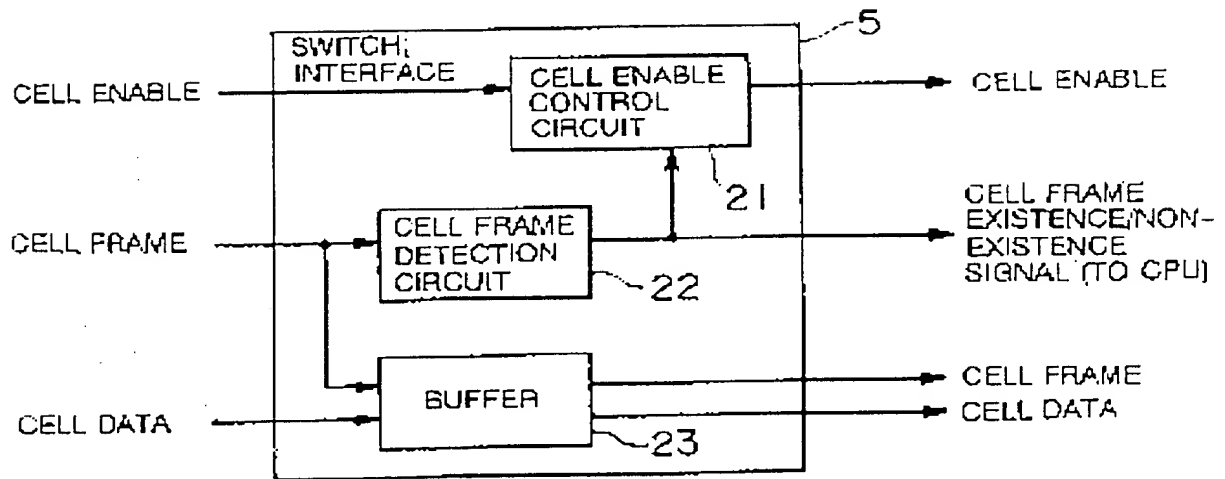 5
SWITCH
INTERFACE
CELL ENABLE
CELL ENABLE
CONTROL
CIRCUIT
CELL ENABLE
21
CELL FRAME
CELL FRAME
DETECTION
CIRCUIT
22
CELL FRAME
EXISTENCE/NON-
EXISTENCE
SIGNAL (TO CPU)
CELL DATA
BUFFER
23
CELL FRAME
CELL DATA